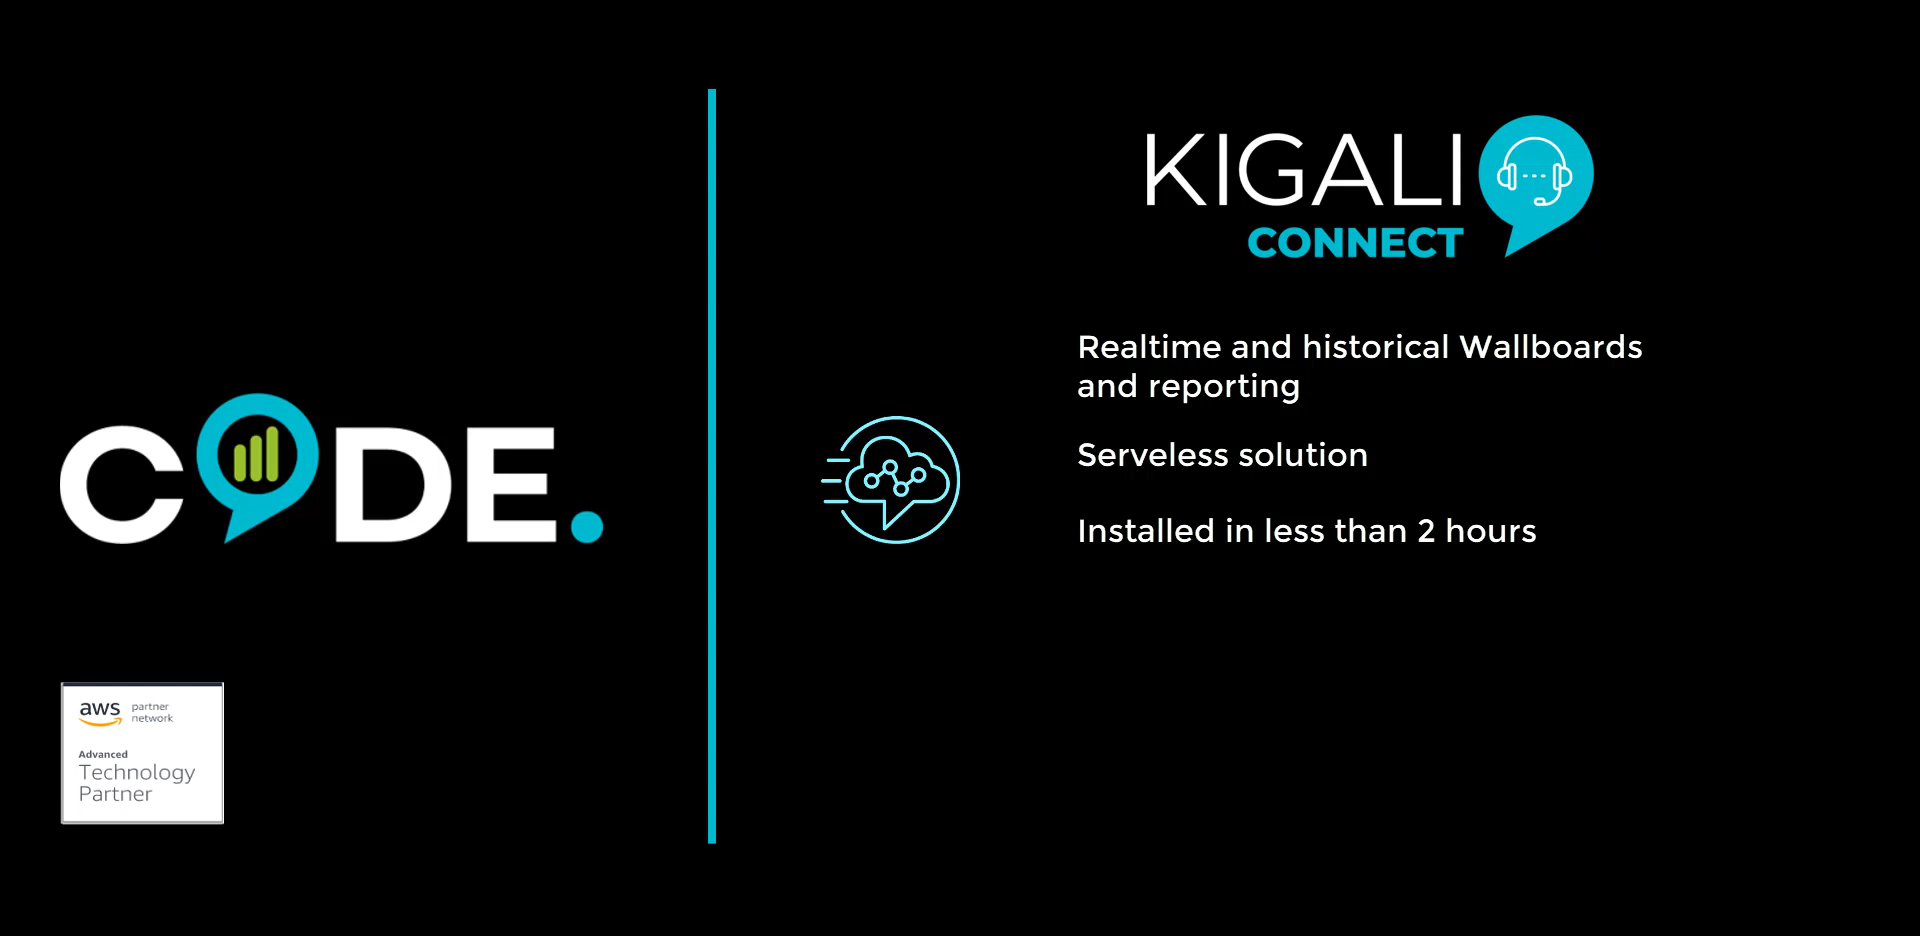 CODE.
aws partner
network
Advanced
Technology
Partner
KIGALI
CONNECT
Realtime and historical Wallboards
and reporting
Serveless solution
Installed in less than 2 hours